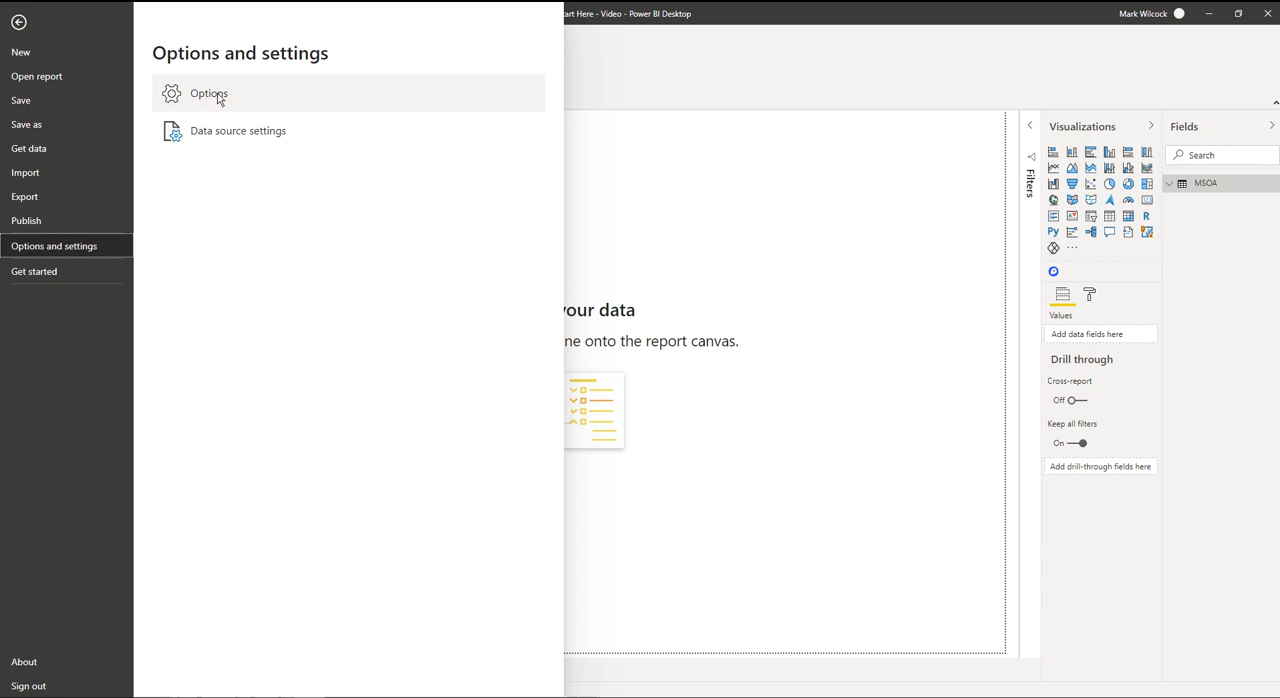 art Here - Video - Power BI Desktop
Mark Wilcock
New
Open report
Save
Save as
Get data
Import
Export
Publish
Options and settings
Get started
About
Sign out
Options and settings
Options
Data source settings
your data
ne onto the report canvas.
Filters
Visualizations
R
Py
Values
Add data fields here
Drill through
Cross-report
Off
Keep all filters
On
Add drill-through fields here
Fields
Search
MSOA